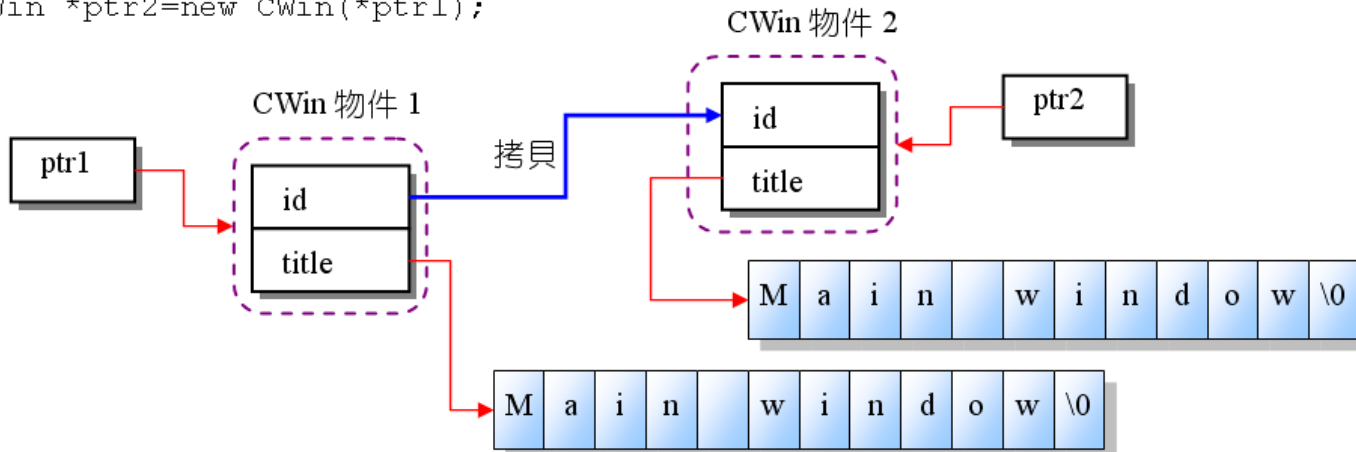 *ptr2=new CWin(*ptr1);
CWin 物件 2
CWin 物件 1
ptr1
ptr2
id
title
拷貝
id
title
M a i n w i n d o w \0
M a i n w i n d o w \0